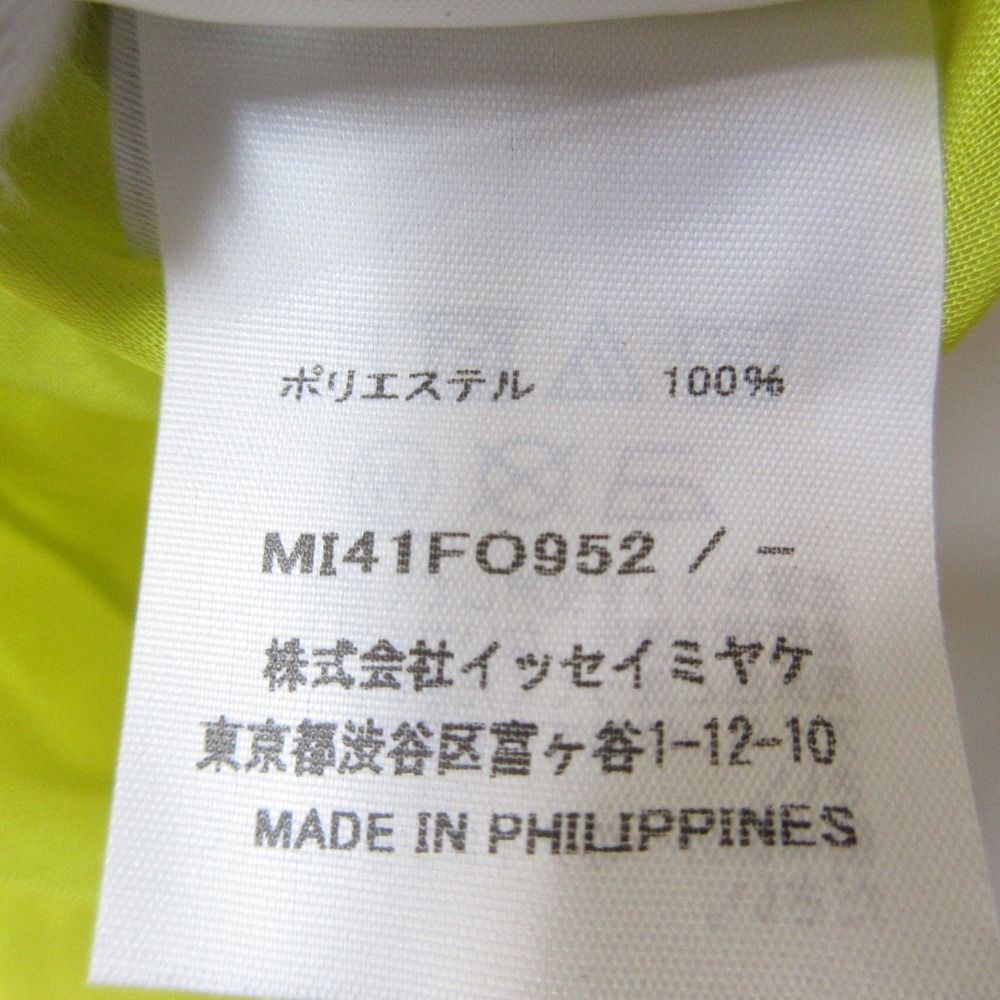 ポリエステル 100%
MI41FO952 / -
株式会社イッセイミヤケ
東京都渋谷区富ヶ谷1-12-10
MADE IN PHILIPPINES